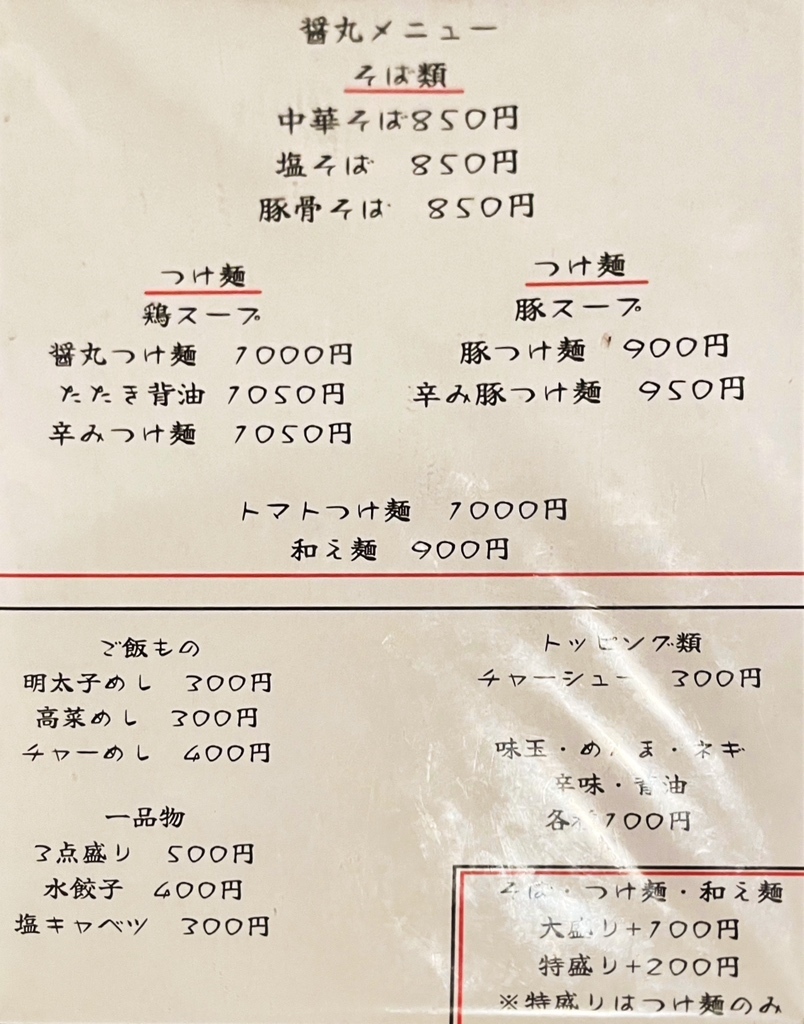 醤丸メニュー
そば類
中華そば850円
塩そば 850円
豚骨そば 850円
つけ麺
鶏スープ
醤丸つけ麺 1000円
たたき背油 1050円
辛みつけ麺 1050円
つけ麺
豚スープ
豚つけ麺 900円
辛み豚つけ麺 950円
トマトつけ麺 1000円
和え麺 900円
ご飯もの
明太子めし 300円
高菜めし 300円
チャーめし 400円
一品物
3点盛り 500円
水餃子 400円
塩キャベツ 300円
トッピング類
チャーシュー 300円
味玉・めんま・ネギ
辛味・背油
各種100円
そば・つけ麺・和え麺
大盛り+100円
特盛り+200円
※特盛りはつけ麺のみ